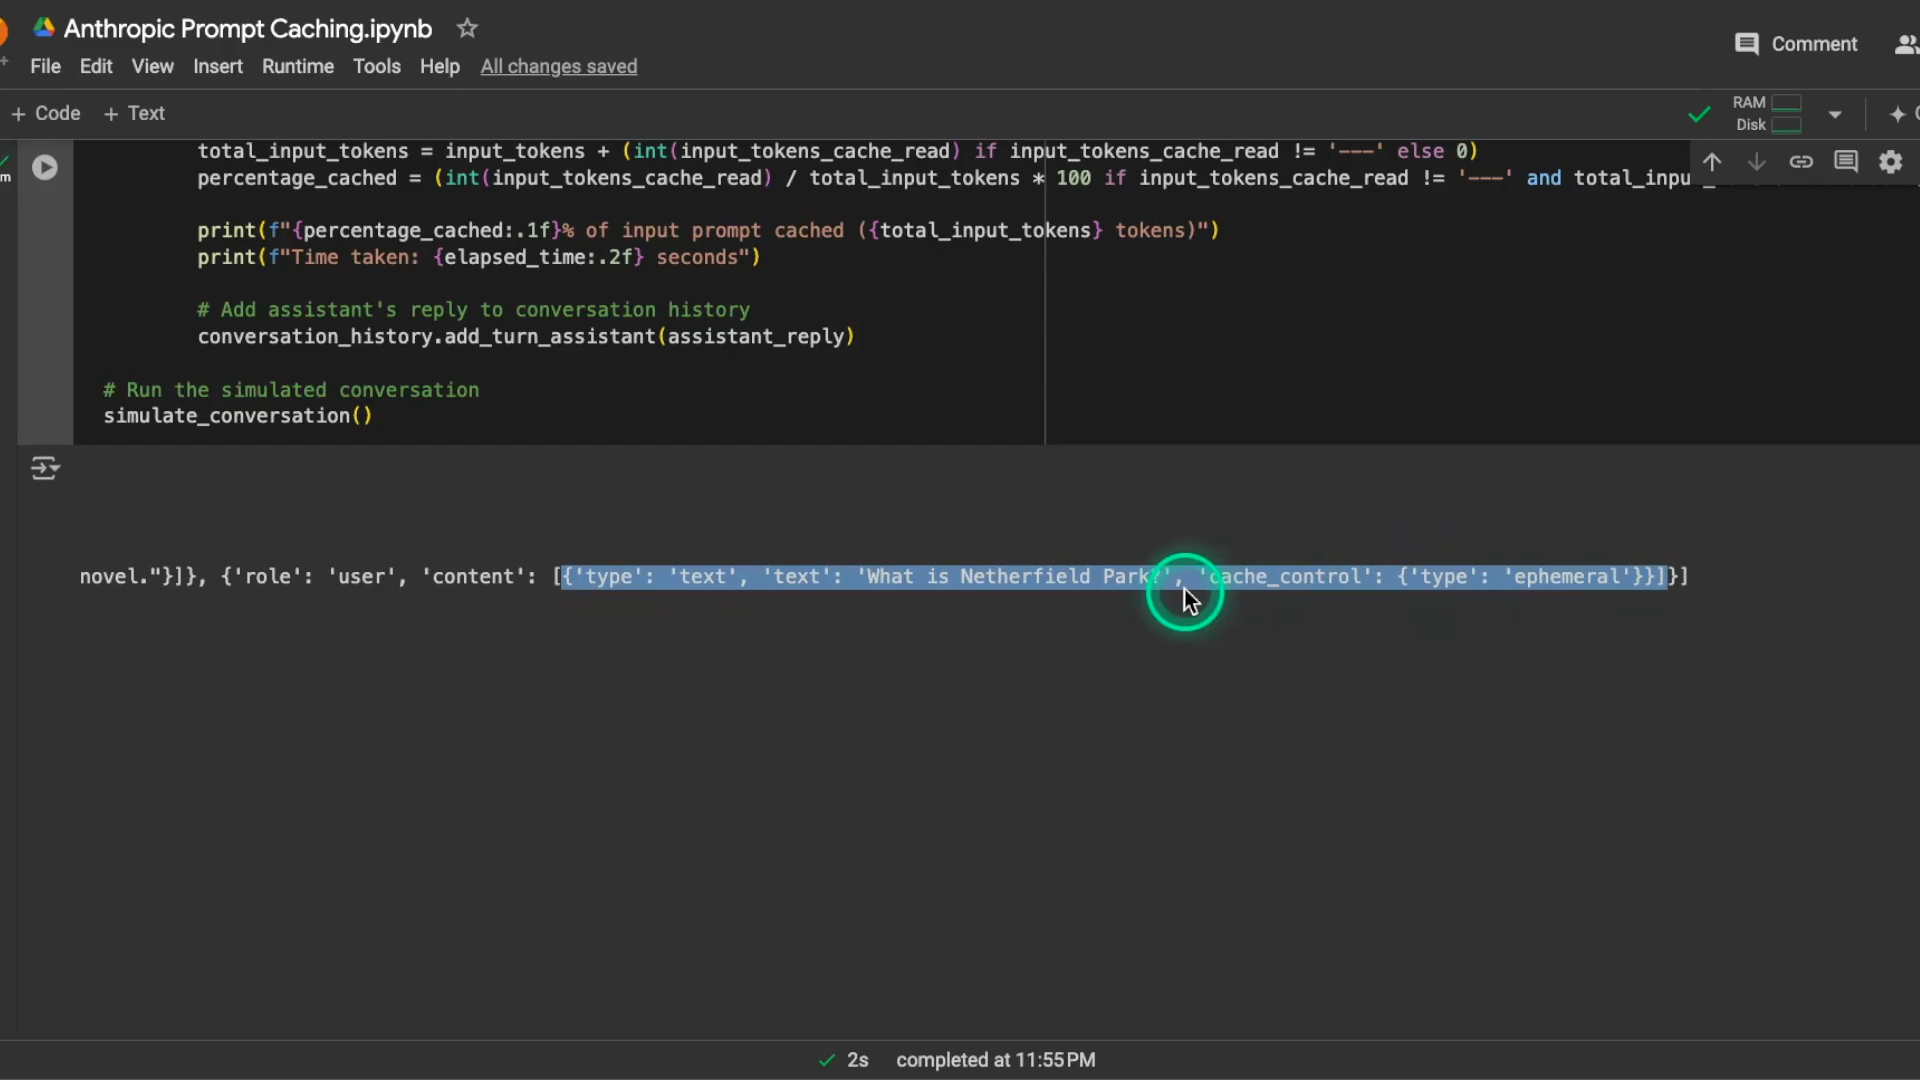 Anthropic Prompt Caching.ipynb
Comment
File Edit View Insert Runtime Tools Help All changes saved
+ Code + Text
RAM
Disk
total_input_tokens = input_tokens + (int(input_tokens_cache_read) if input_tokens_cache_read != '---' else 0)
percentage_cached = (int(input_tokens_cache_read) / total_input_tokens * 100 if input_tokens_cache_read != '---' and total_inpu
print(f"{percentage_cached:.1f}% of input prompt cached ({total_input_tokens} tokens)")
print(f"Time taken: {elapsed_time:.2f} seconds")
# Add assistant's reply to conversation history
conversation_history.add_turn_assistant(assistant_reply)
# Run the simulated conversation
simulate_conversation()
novel."}]}, {'role': 'user', 'content': [{'type': 'text', 'text': 'What is Netherfield Park?', 'cache_control': {'type': 'ephemeral'}}]}]
2s completed at 11:55 PM